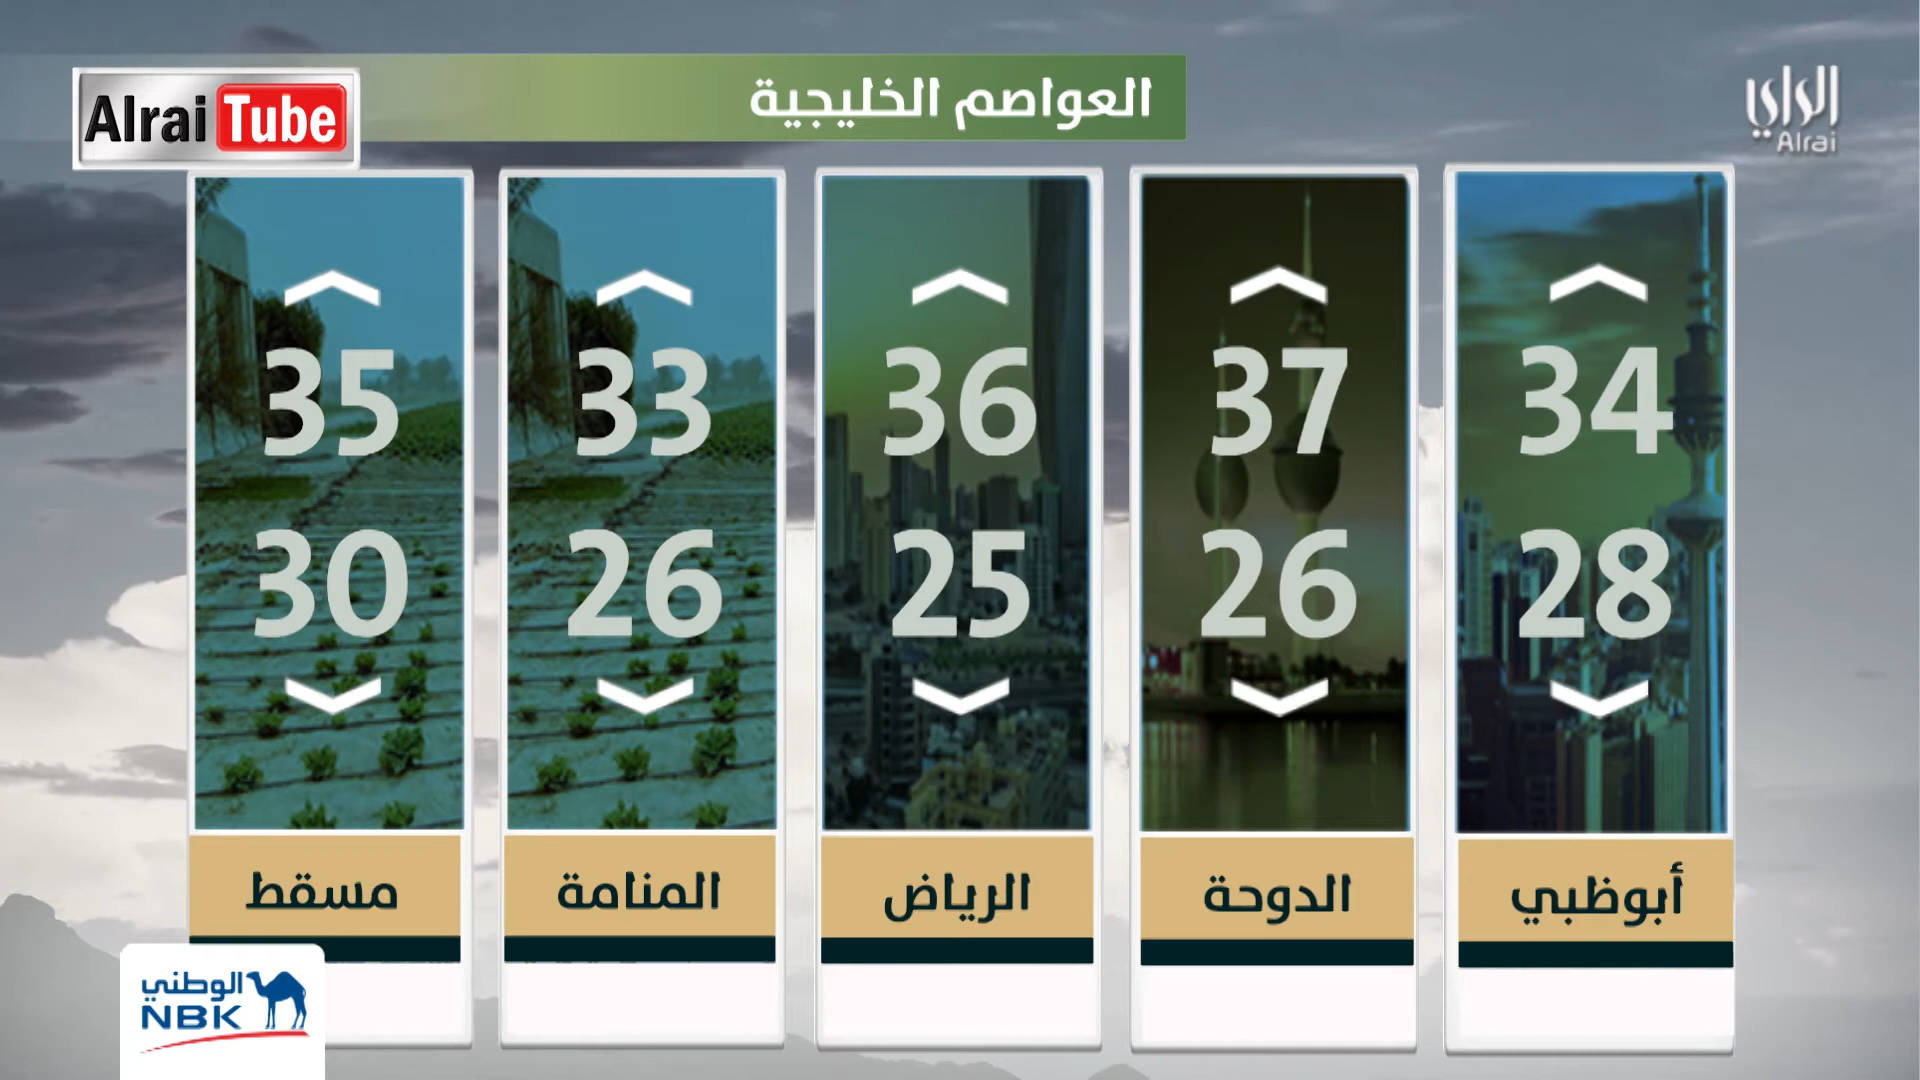 العواصم الخليجية
الراي
Alrai
Alrai Tube
34
28
أبوظبي
37
26
الدوحة
36
25
الرياض
33
26
المنامة
35
30
مسقط
الوطني
NBK